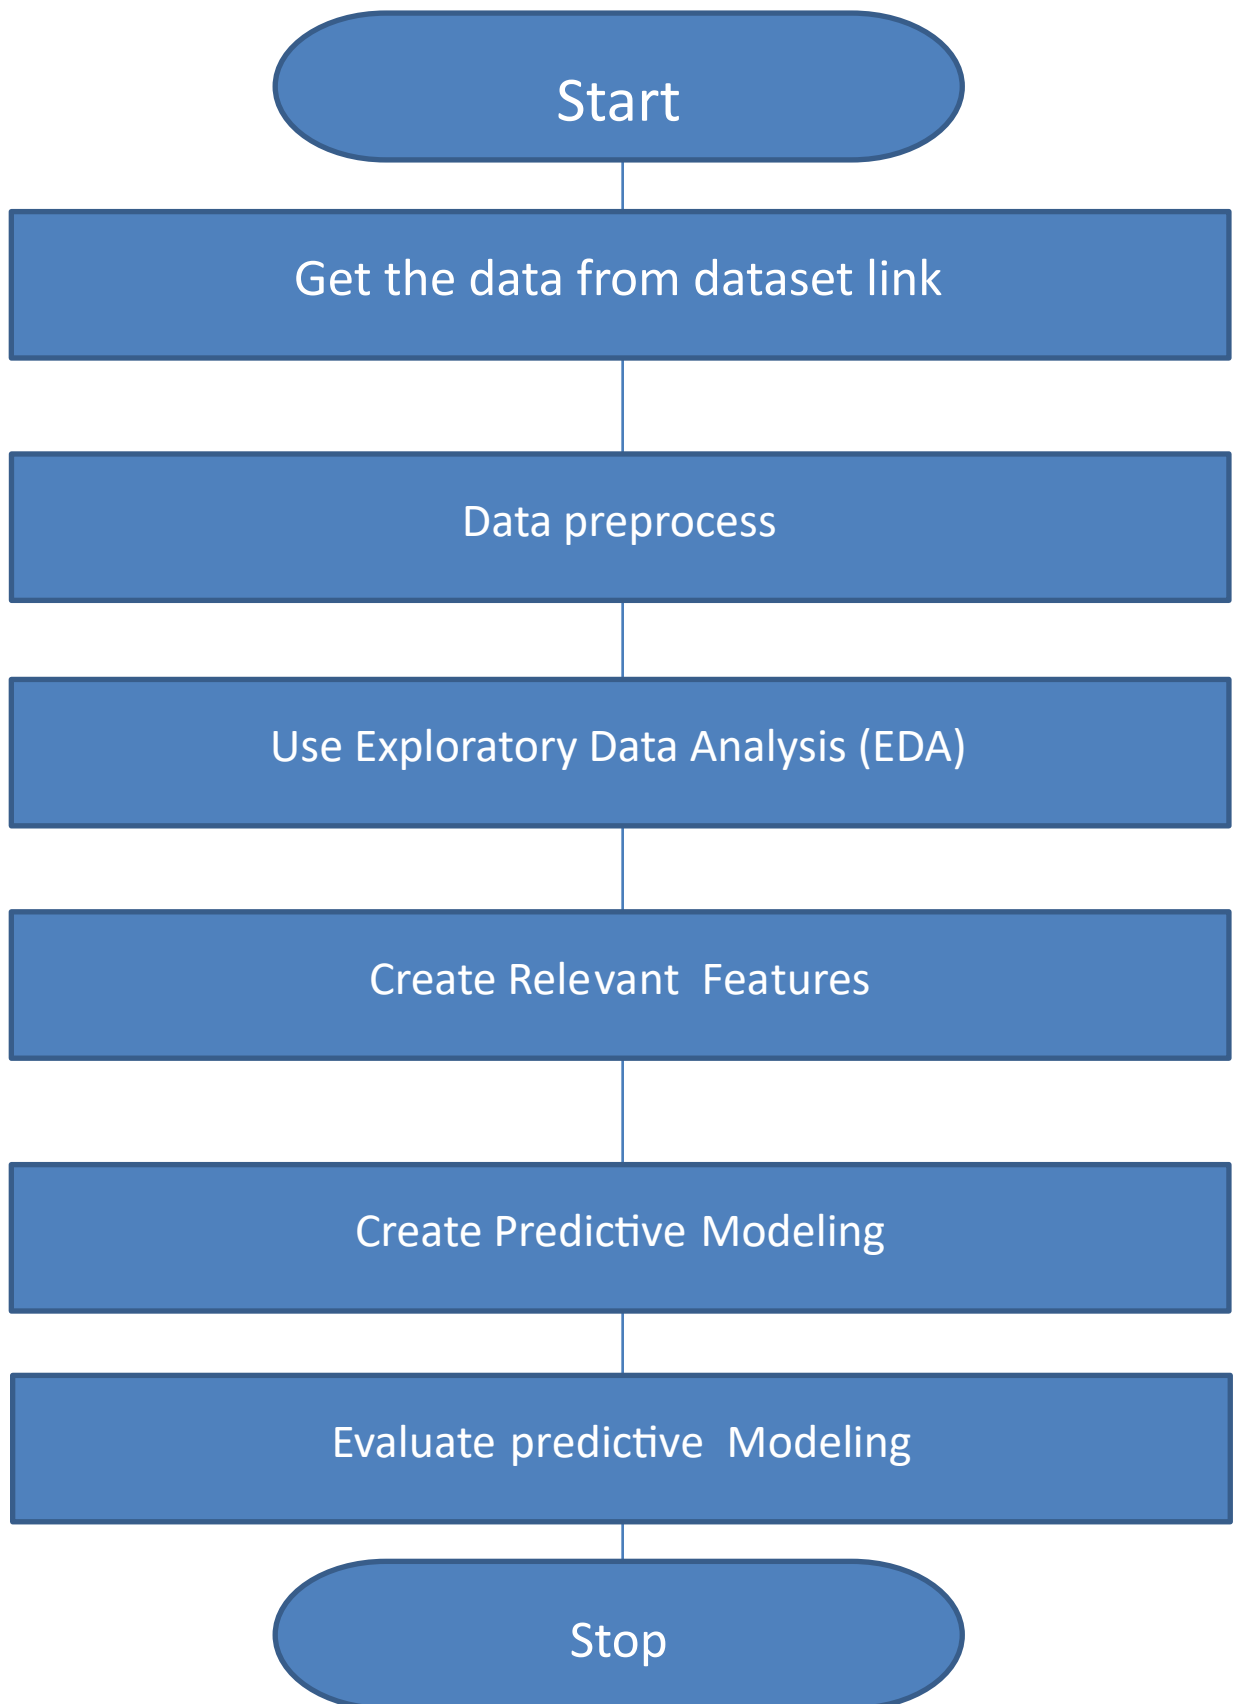 Start
Get the data from dataset link
Data preprocess
Use Exploratory Data Analysis (EDA)
Create Relevant  Features
Create Predictive Modeling
Evaluate predictive  Modeling
Stop